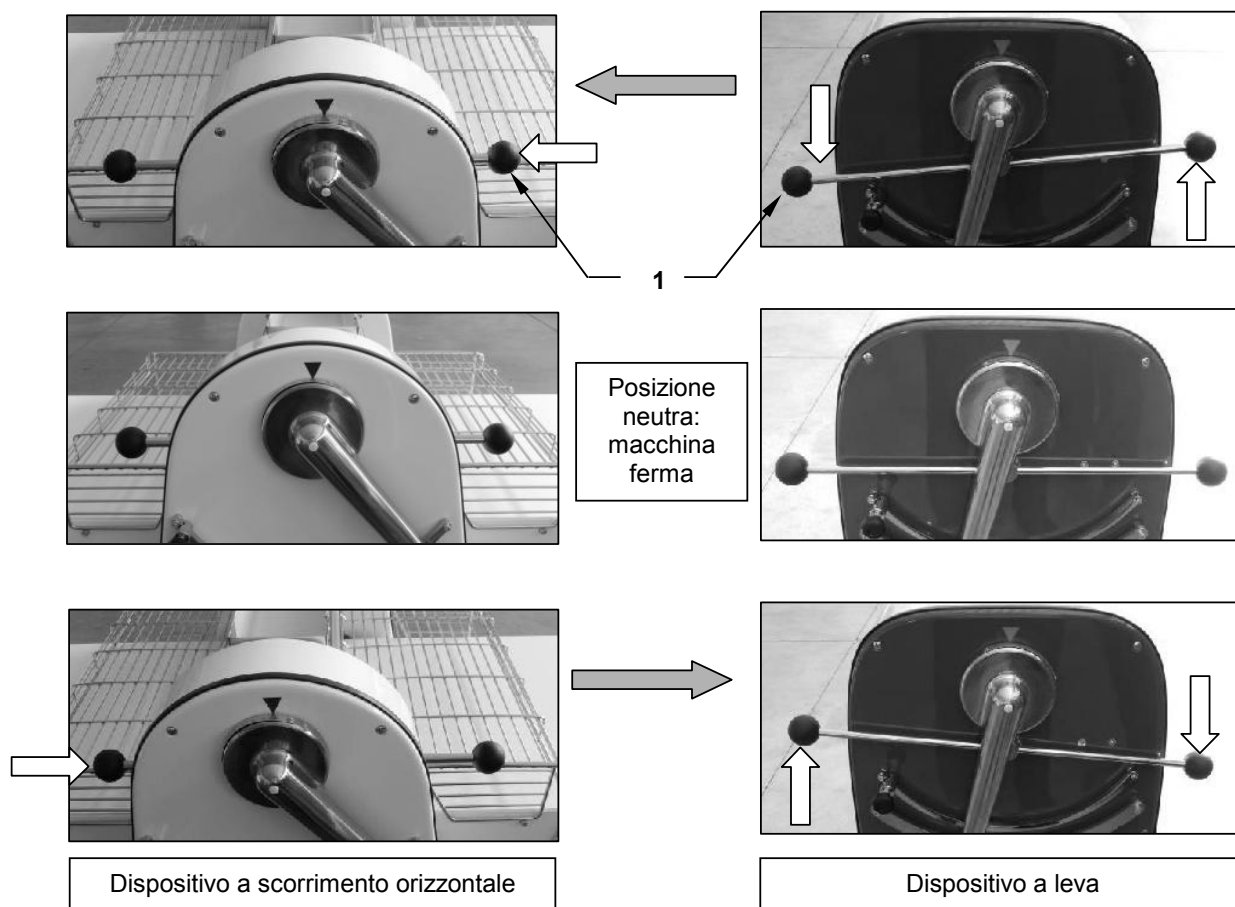 1
Posizione
neutra:
macchina
ferma
Dispositivo a scorrimento orizzontale
Dispositivo a leva